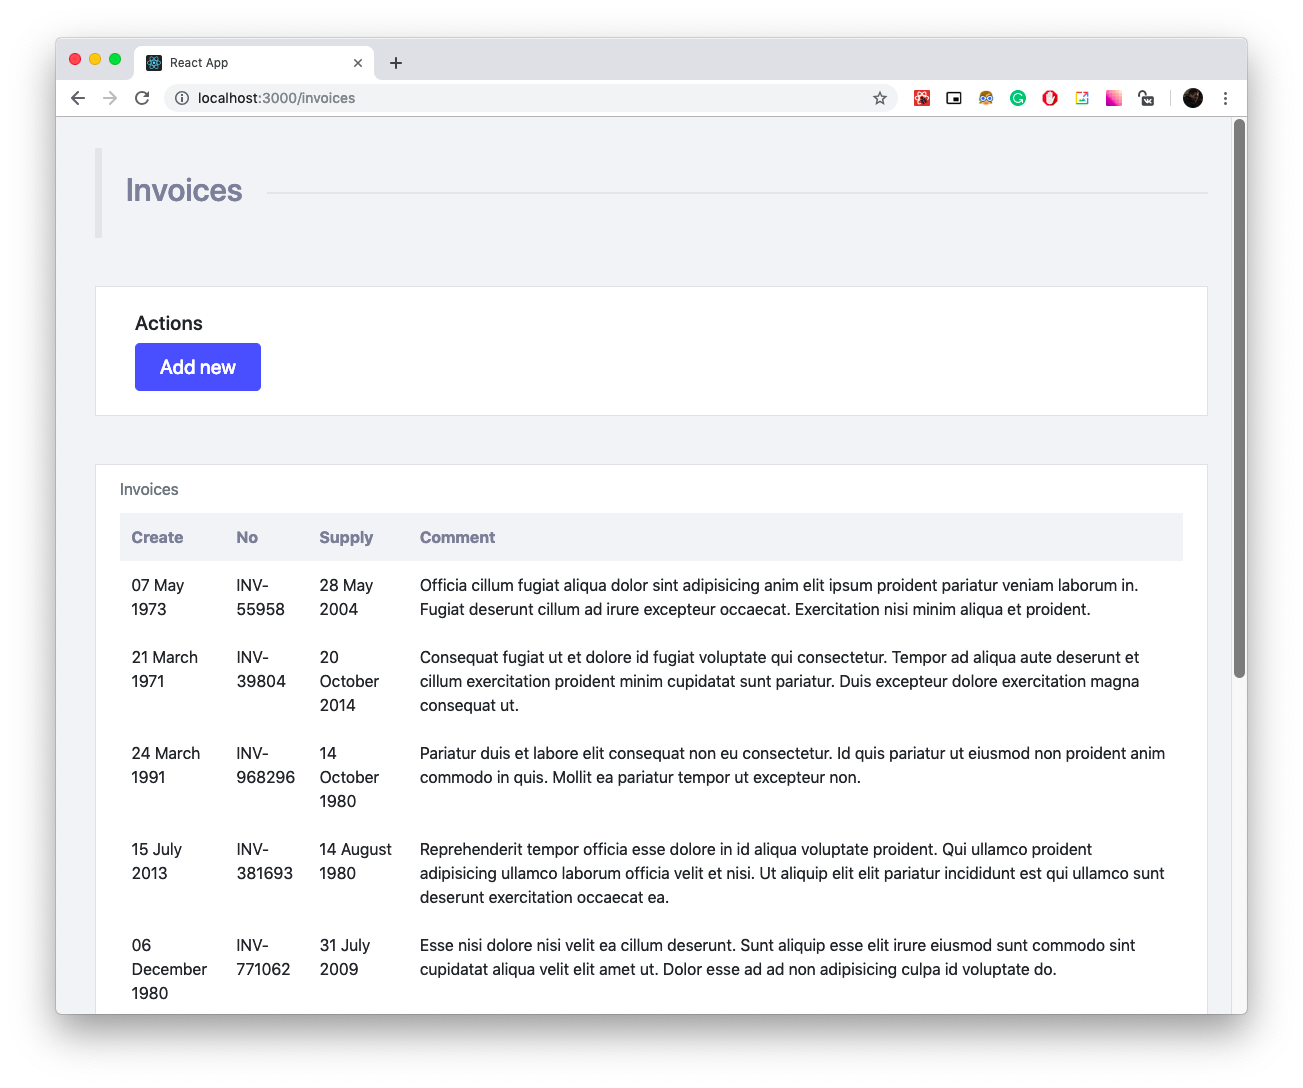 React App
localhost:3000/invoices
Invoices
Actions
Add new
Invoices
Create No Supply Comment
07 May INV- 28 May Officia cillum fugiat aliqua dolor sint adipisicing anim elit ipsum proident pariatur veniam laborum in.
1973 55958 2004 Fugiat deserunt cillum ad irure excepteur occaecat. Exercitation nisi minim aliqua et proident.
21 March INV- 20 Consequat fugiat ut et dolore id fugiat voluptate qui consectetur. Tempor ad aliqua aute deserunt et
1971 39804 October cillum exercitation proident minim cupidatat sunt pariatur. Duis excepteur dolore exercitation magna
2014 consequat ut.
24 March INV- 14 Pariatur duis et labore elit consequat non eu consectetur. Id quis pariatur ut eiusmod non proident anim
1991 968296 October commodo in quis. Mollit ea pariatur tempor ut excepteur non.
1980
15 July INV- 14 August Reprehenderit tempor officia esse dolore in id aliqua voluptate proident. Qui ullamco proident
2013 381693 1980 adipisicing ullamco laborum officia velit et nisi. Ut aliquip elit elit pariatur incididunt est qui ullamco sunt
deserunt exercitation occaecat ea.
06 INV- 31 July Esse nisi dolore nisi velit ea cillum deserunt. Sunt aliquip esse elit irure eiusmod sunt commodo sint
December 771062 2009 cupidatat aliqua velit elit amet ut. Dolor esse ad ad non adipisicing culpa id voluptate do.
1980